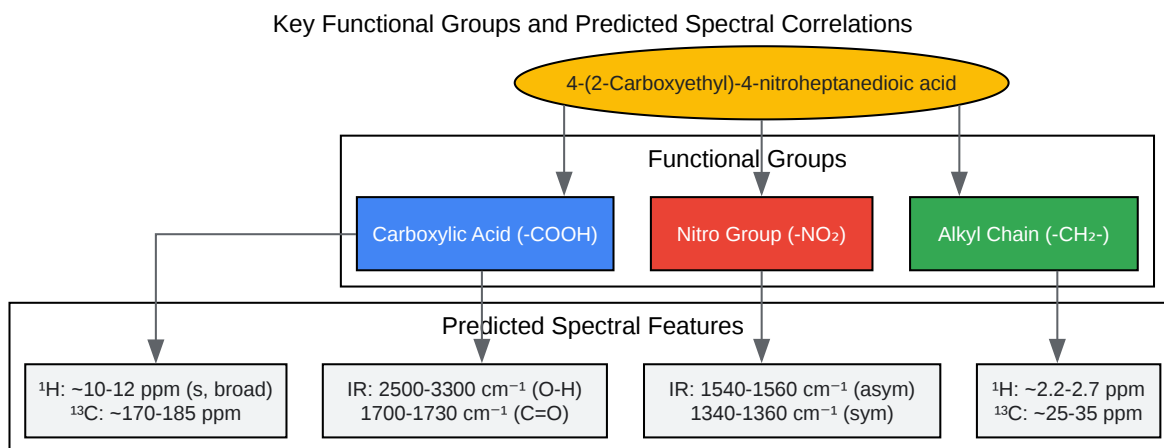 Key Functional Groups and Predicted Spectral Correlations
4-(2-Carboxyethyl)-4-nitroheptanedioic acid
Functional Groups
Carboxylic Acid (-COOH)
Nitro Group (-NO₂)
Alkyl Chain (-CH₂-)
Predicted Spectral Features
¹H: ~10-12 ppm (s, broad)
¹³C: ~170-185 ppm
IR: 2500-3300 cm⁻¹ (O-H)
1700-1730 cm⁻¹ (C=O)
IR: 1540-1560 cm⁻¹ (asym)
1340-1360 cm⁻¹ (sym)
¹H: ~2.2-2.7 ppm
¹³C: ~25-35 ppm